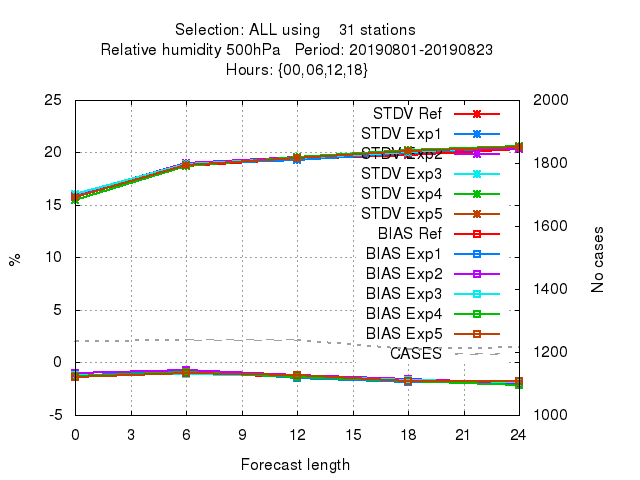 Selection: ALL using    31 stations
Relative humidity 500hPa   Period: 20190801-20190823
Hours: {00,06,12,18}
25
20
15
10
5
0
-5
%
2000
1800
1600
1400
1200
1000
No cases
STDV Ref
STDV Exp1
STDV Exp2
STDV Exp3
STDV Exp4
STDV Exp5
BIAS Ref
BIAS Exp1
BIAS Exp2
BIAS Exp3
BIAS Exp4
BIAS Exp5
CASES
0 3 6 9 12 15 18 21 24
Forecast length